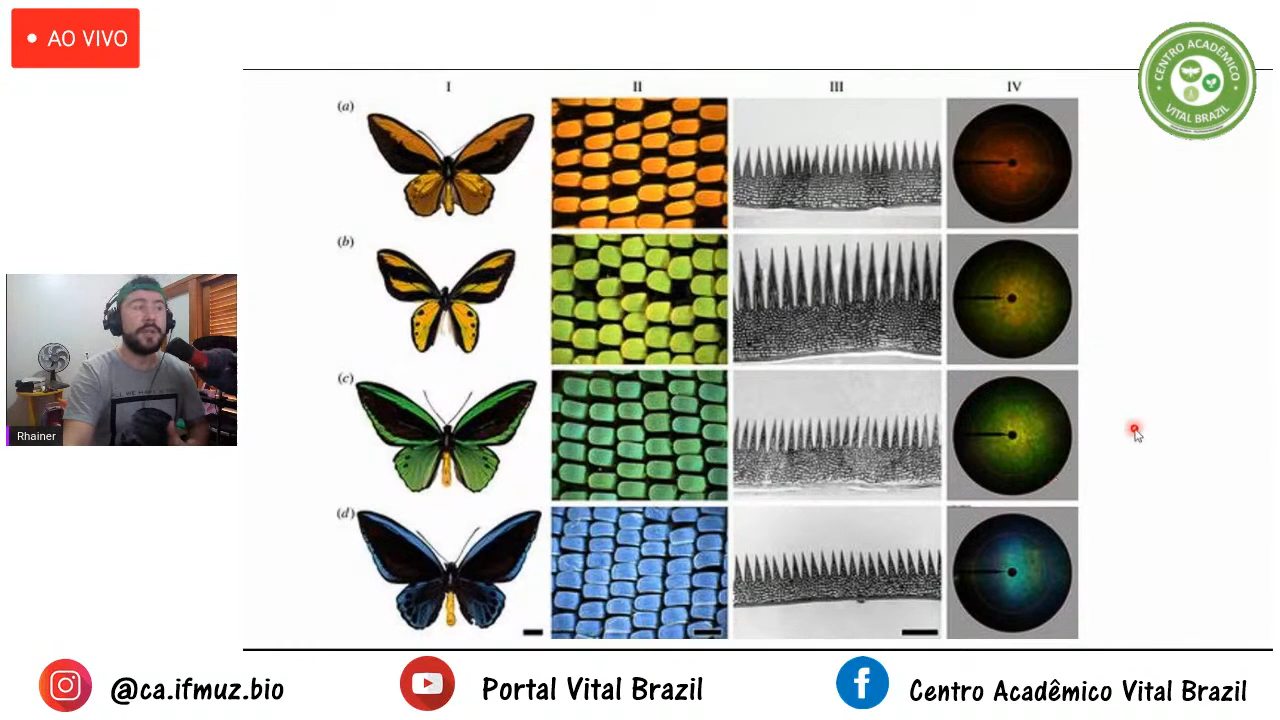 • AO VIVO
CENTRO ACADÊMICO
VITAL BRAZIL
I II III IV
(a)
(b)
(c)
(d)
Rhainer
@ca.ifmuz.bio
Portal Vital Brazil
Centro Acadêmico Vital Brazil